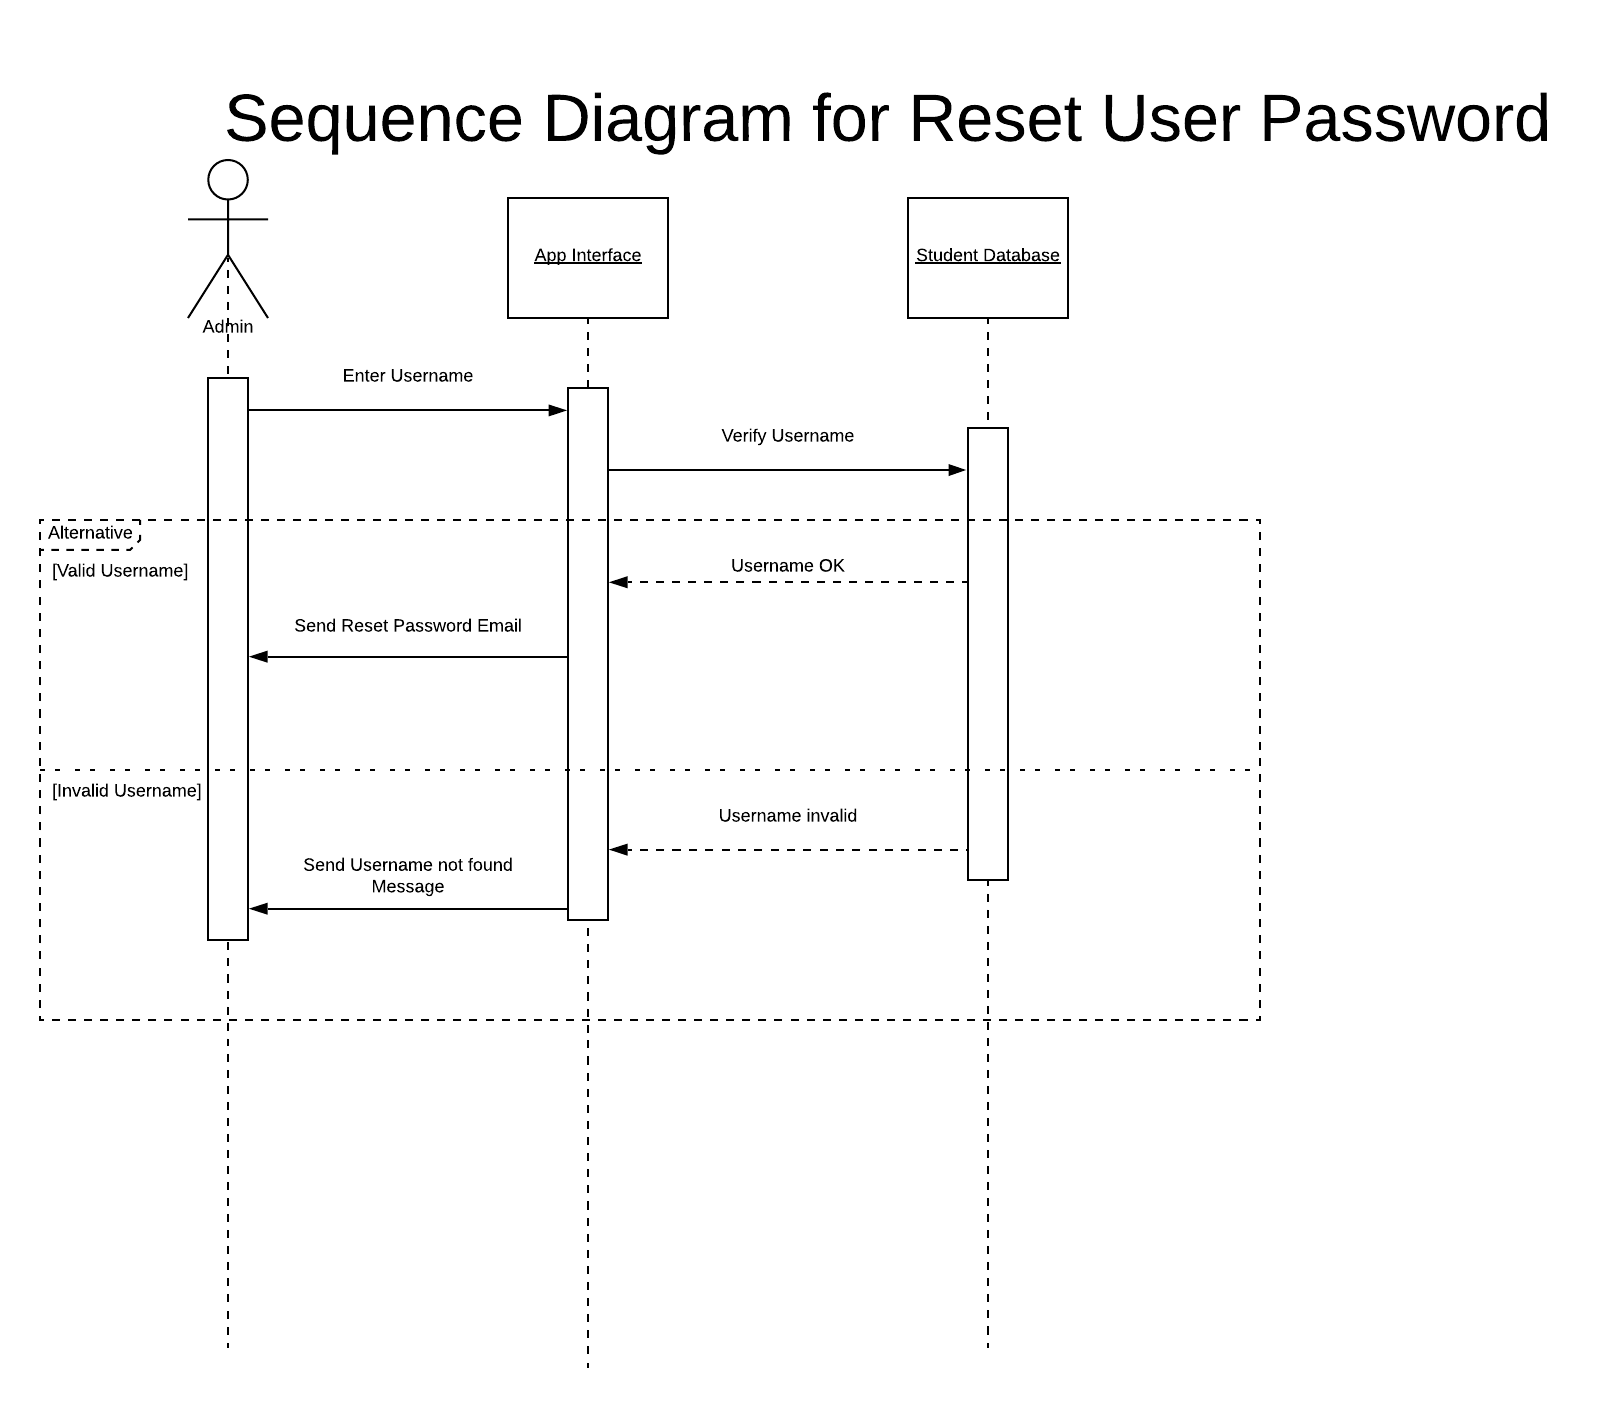 Sequence Diagram for Reset User Password
App Interface
Student Database
Admin
Enter Username
Verify Username
Alternative
[Valid Username]
Username OK
Send Reset Password Email
[Invalid Username]
Username invalid
Send Username not found
Message